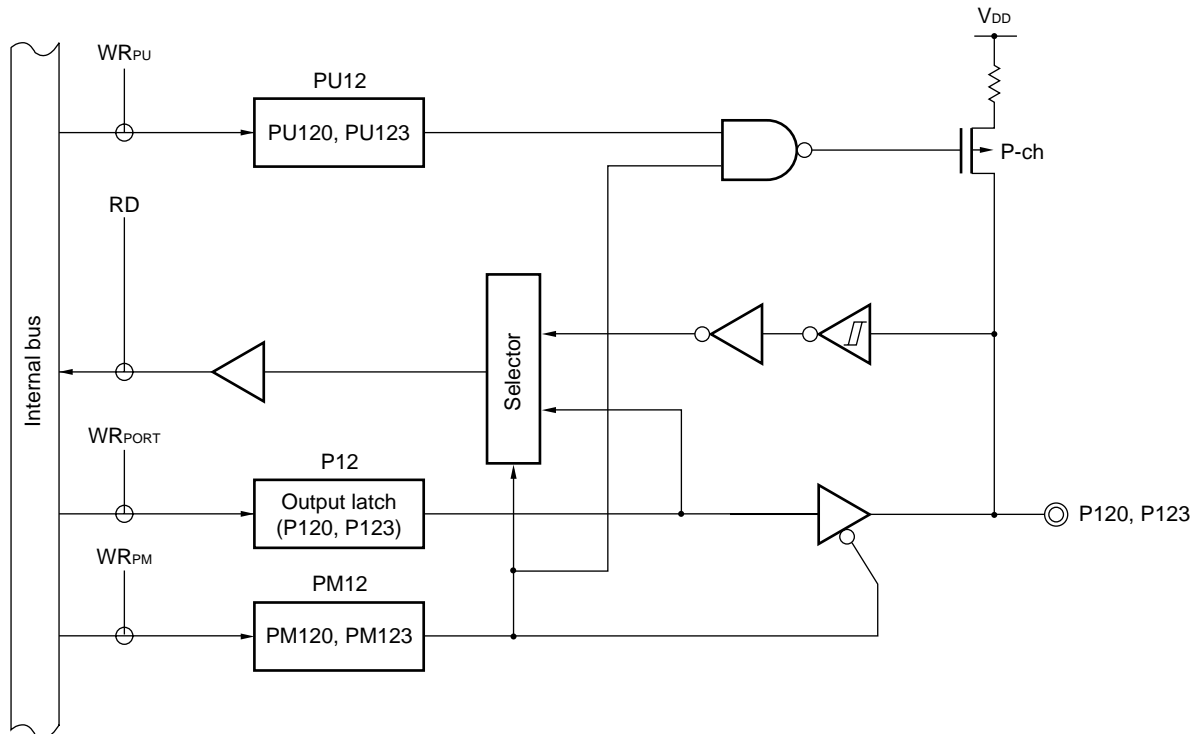 VDD
WRPU
PU12
PU120, PU123
P-ch
RD
Internal bus
Selector
WRPORT
P12
Output latch
(P120, P123)
P120, P123
WRPM
PM12
PM120, PM123